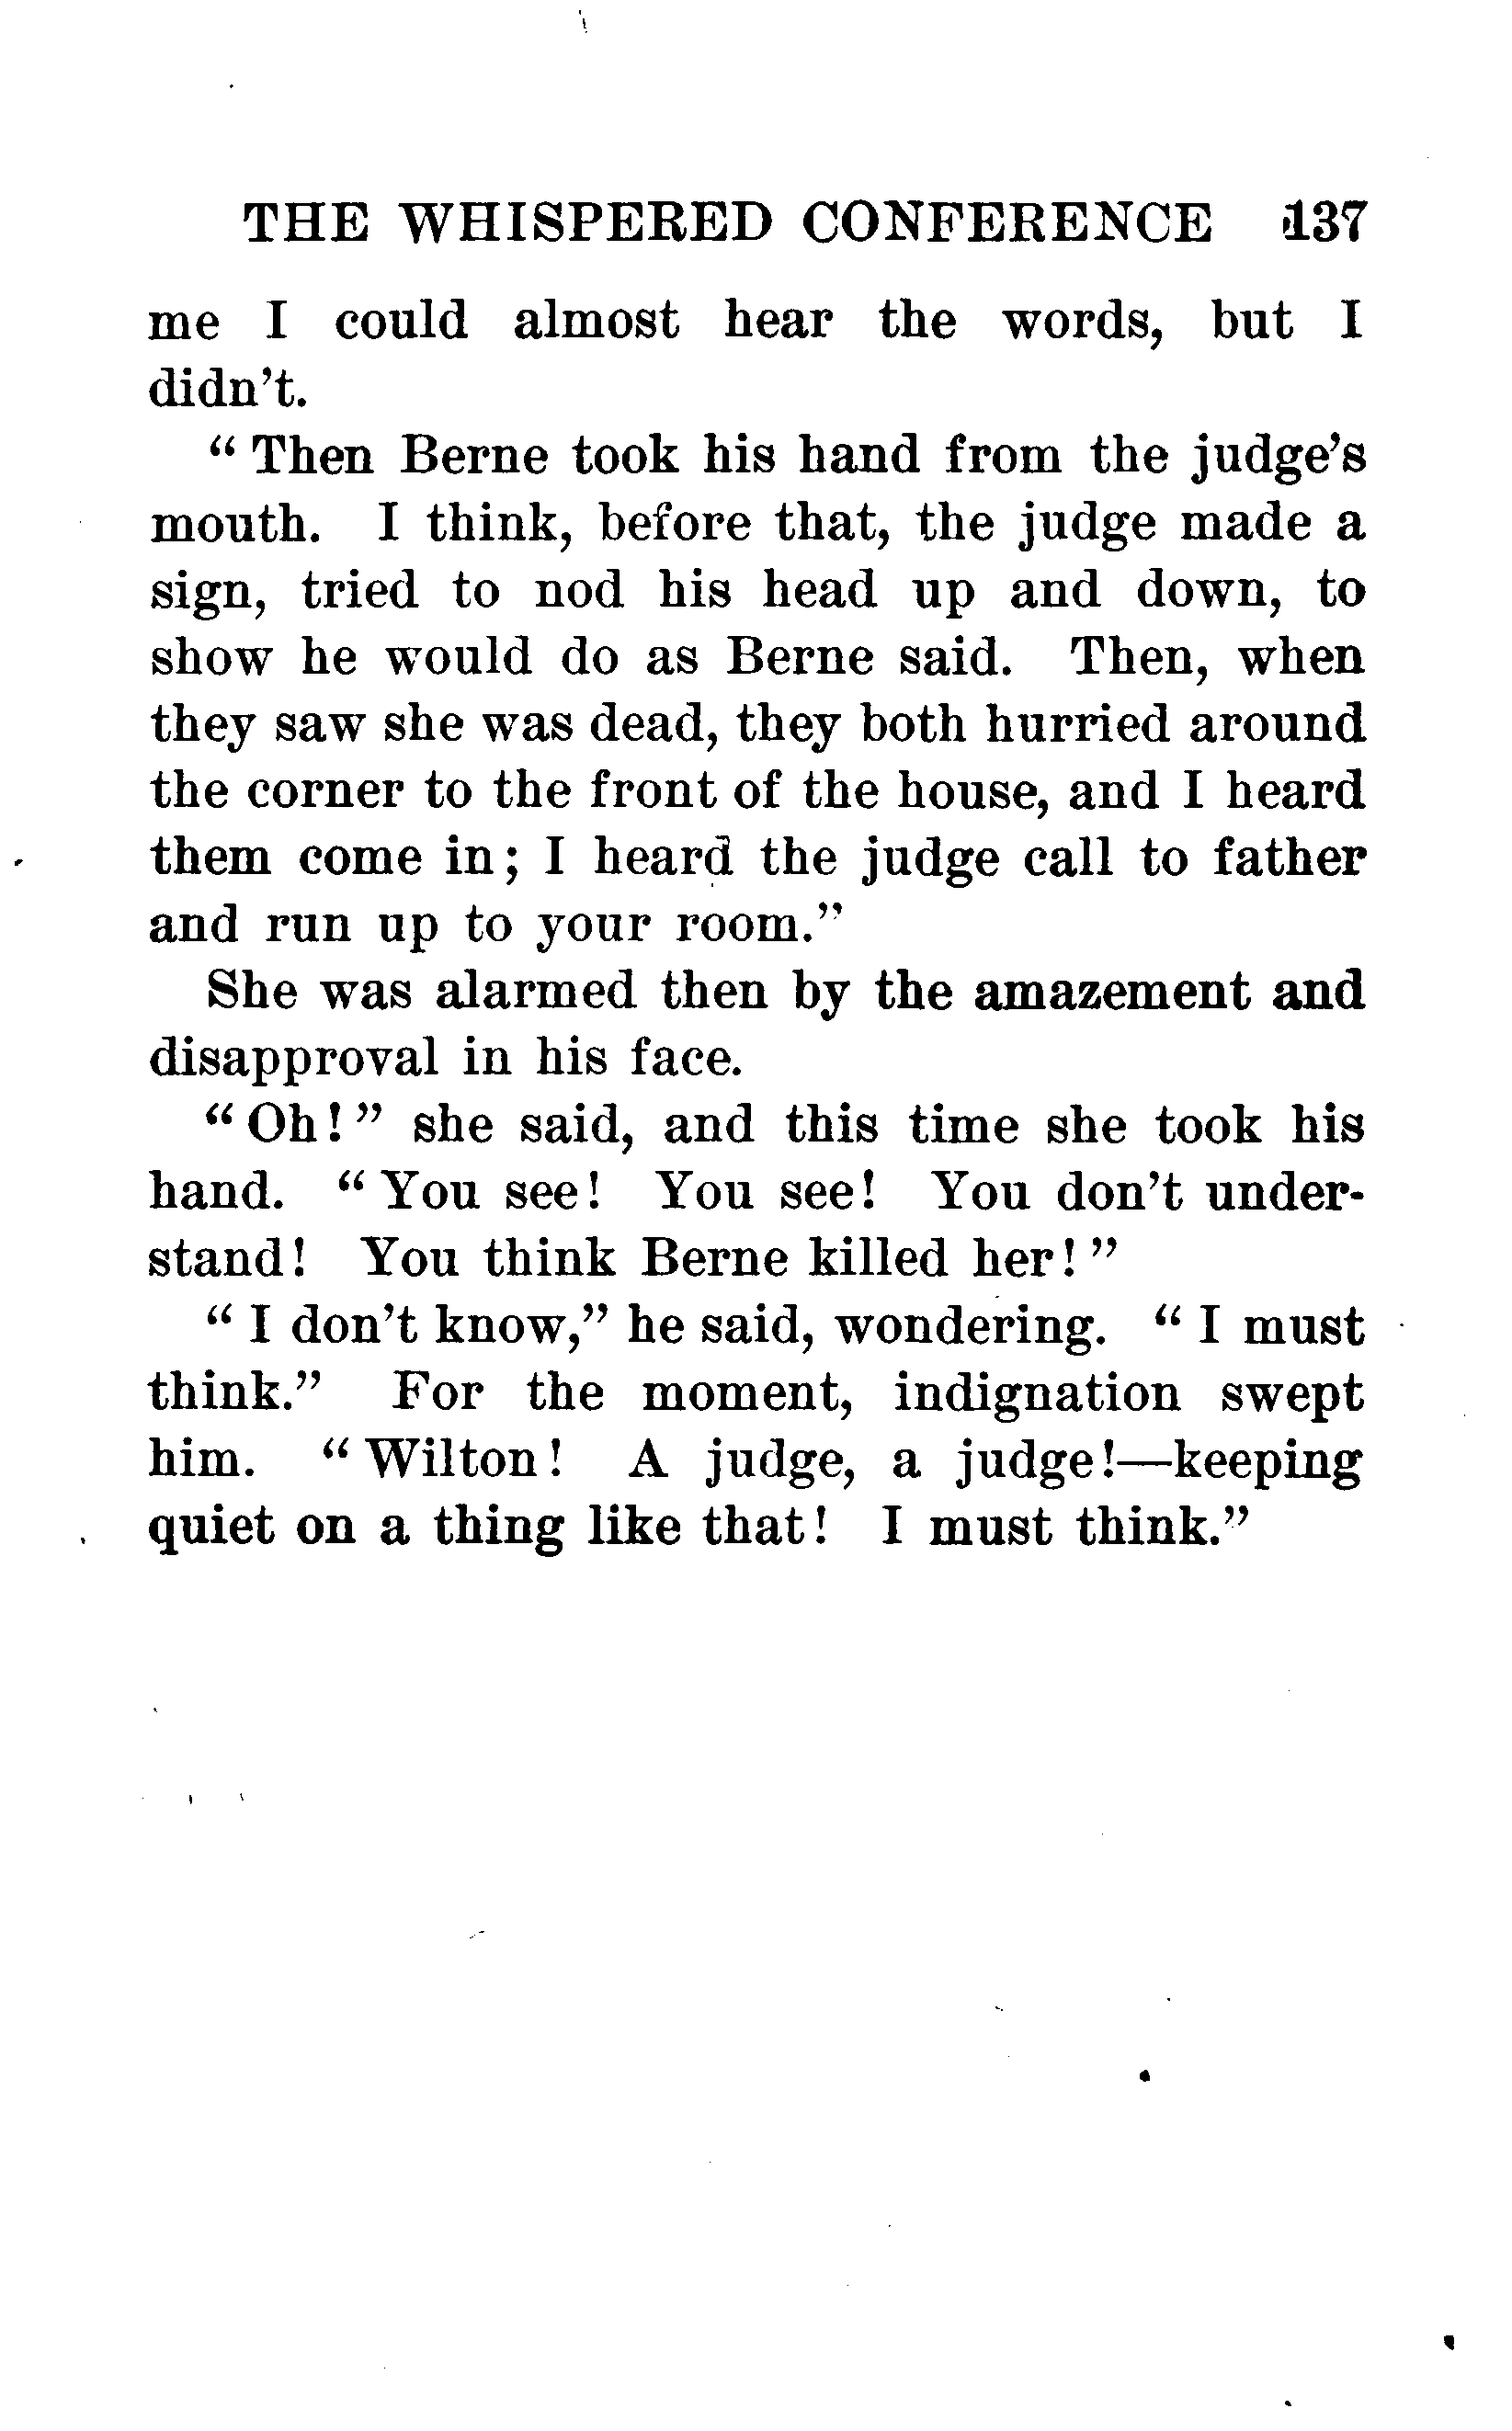 THE WHISPERED CONFERENCE 137
me I could almost hear the words, but I
didn't.
“ Then Berne took his hand from the judge's
mouth. I think, before that, the judge made a
sign, tried to nod his head up and down, to
show he would do as Berne said. Then, when
they saw she was dead, they both hurried around
the corner to the front of the house, and I heard
them come in; I heard the judge call to father
and run up to your room.”
She was alarmed then by the amazement and
disapproval in his face.
“ Oh! ” she said, and this time she took his
hand. “ You see! You see! You don't under-
stand! You think Berne killed her! ”
“ I don't know,” he said, wondering. “ I must
think.” For the moment, indignation swept
him. “ Wilton! A judge, a judge!—keeping
quiet on a thing like that! I must think.”